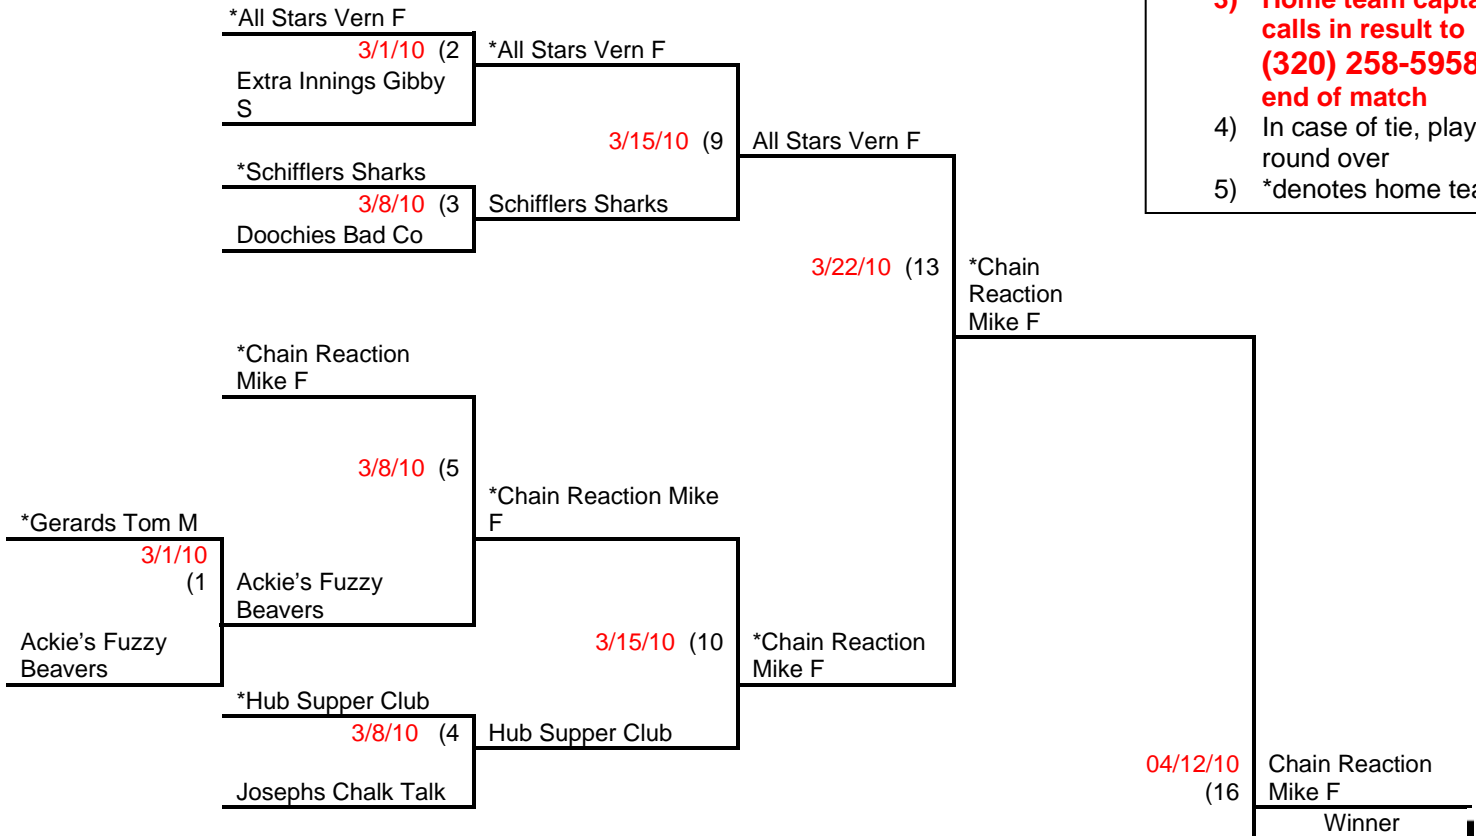 *All Stars Vern F
3/1/10 (2
Extra Innings Gibby
S
*All Stars Vern F
3/15/10 (9
*Schifflers Sharks
3/8/10 (3
Doochies Bad Co
Schifflers Sharks
All Stars Vern F
3/22/10 (13
*Chain Reaction
Mike F
3/8/10 (5
*Gerards Tom M
3/1/10
(1
Ackie’s Fuzzy
Beavers
Ackie’s Fuzzy
Beavers
*Chain Reaction Mike
F
3/15/10 (10
*Hub Supper Club
3/8/10 (4
Josephs Chalk Talk
Hub Supper Club
*Chain Reaction
Mike F
*Chain
Reaction
Mike F
04/12/10
(16
Chain Reaction
Mike F
Winner
3) Home team
calls in result to
(320) 258-5958
end of match
4) In case of tie, play
round over
5) *denotes home